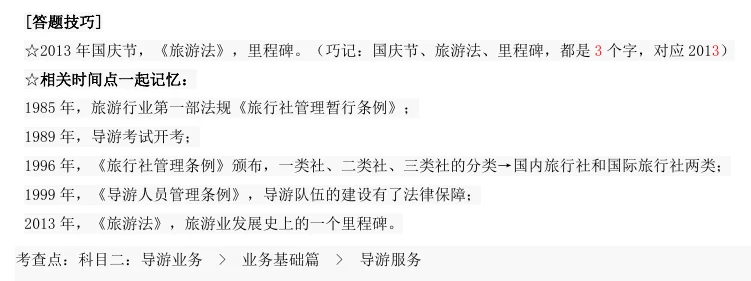 [答题技巧]
☆2013 年国庆节，《旅游法》，里程碑。（巧记：国庆节、旅游法、里程碑，都是 3 个字，对应 2013）
☆相关时间点一起记忆：
1985 年，旅游行业第一部法规《旅行社管理暂行条例》；
1989 年，导游考试开考；
1996 年，《旅行社管理条例》颁布，一类社、二类社、三类社的分类→国内旅行社和国际旅行社两类；
1999 年，《导游人员管理条例》，导游队伍的建设有了法律保障；
2013 年，《旅游法》，旅游业发展史上的一个里程碑。
考查点：科目二：导游业务 > 业务基础篇 > 导游服务